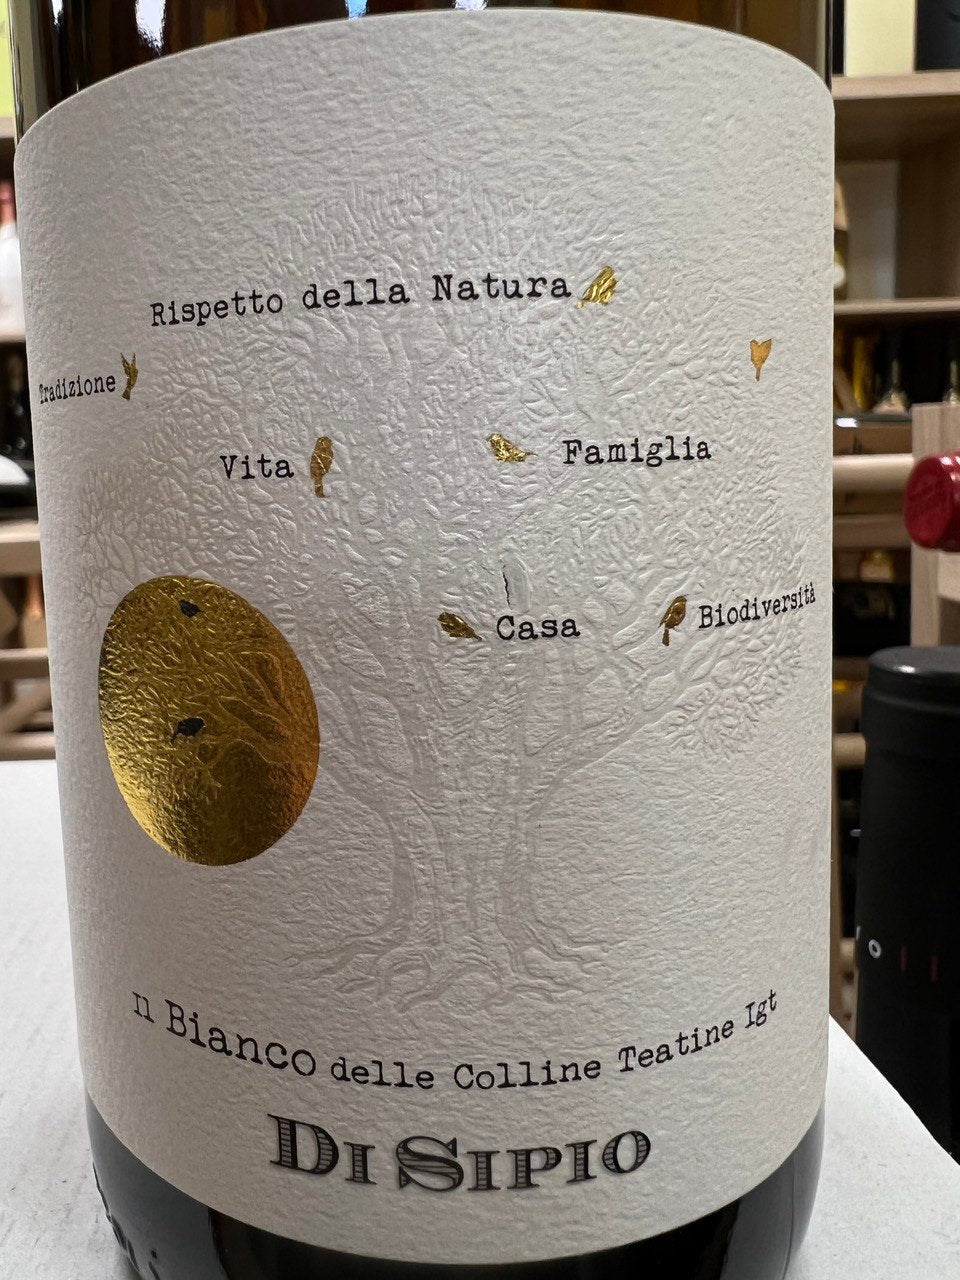 Rispetto della Natura
Tradizione
Vita
Famiglia
Casa
Biodiversità
Il Bianco delle Colline Teatine Igt
DI SIPIO